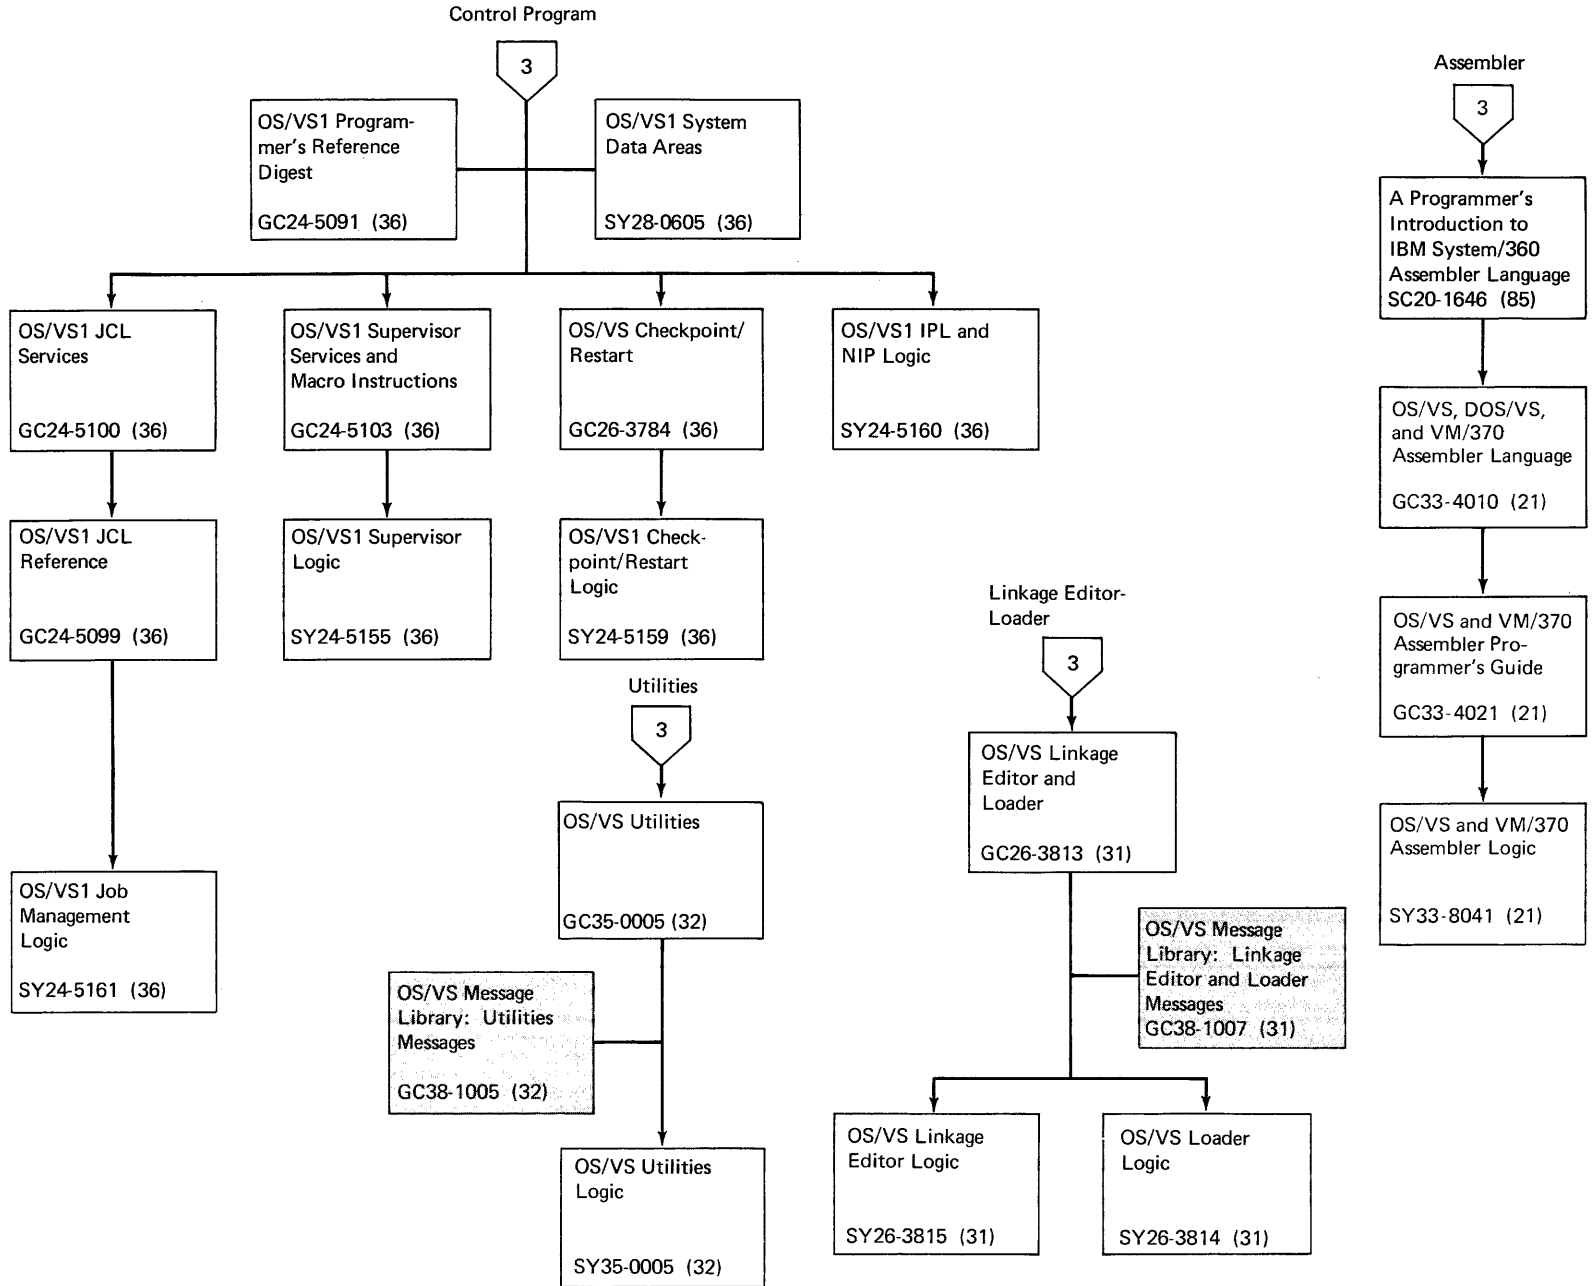 Control Program
3
OS/VS1 Program-
mer's Reference
Digest
GC24-5091 (36)
OS/VS1 System
Data Areas
SY28-0605 (36)
OS/VS1 JCL
Services
GC24-5100 (36)
OS/VS1 Supervisor
Services and
Macro Instructions
GC24-5103 (36)
OS/VS Checkpoint/
Restart
GC26-3784 (36)
OS/VS1 IPL and
NIP Logic
SY24-5160 (36)
OS/VS1 JCL
Reference
GC24-5099 (36)
OS/VS1 Supervisor
Logic
SY24-5155 (36)
OS/VS1 Check-
point/Restart
Logic
SY24-5159 (36)
OS/VS1 Job
Management
Logic
SY24-5161 (36)
Utilities
3
OS/VS Utilities
GC35-0005 (32)
OS/VS Message
Library: Utilities
Messages
GC38-1005 (32)
OS/VS Utilities
Logic
SY35-0005 (32)
Linkage Editor-
Loader
3
OS/VS Linkage
Editor and
Loader
GC26-3813 (31)
OS/VS Message
Library: Linkage
Editor and Loader
Messages
GC38-1007 (31)
OS/VS Linkage
Editor Logic
SY26-3815 (31)
OS/VS Loader
Logic
SY26-3814 (31)
Assembler
3
A Programmer's
Introduction to
IBM System/360
Assembler Language
SC20-1646 (85)
OS/VS, DOS/VS,
and VM/370
Assembler Language
GC33-4010 (21)
OS/VS and VM/370
Assembler Pro-
grammer's Guide
GC33-4021 (21)
OS/VS and VM/370
Assembler Logic
SY33-8041 (21)